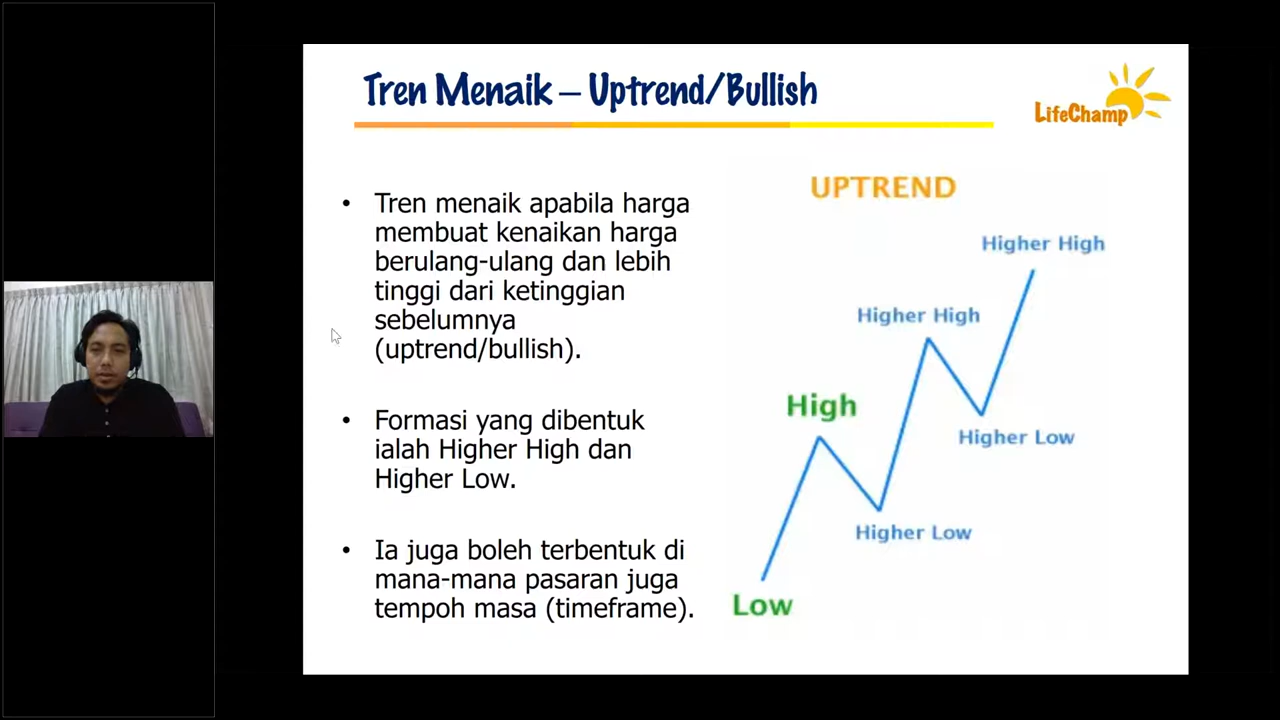 Tren Menaik – Uptrend/Bullish
LifeChamp
• Tren menaik apabila harga
membuat kenaikan harga
berulang-ulang dan lebih
tinggi dari ketinggian
sebelumnya
(uptrend/bullish).
• Formasi yang dibentuk
ialah Higher High dan
Higher Low.
• Ia juga boleh terbentuk di
mana-mana pasaran juga
tempoh masa (timeframe).
UPTREND
Higher High
Higher High
High
Higher Low
Higher Low
Low